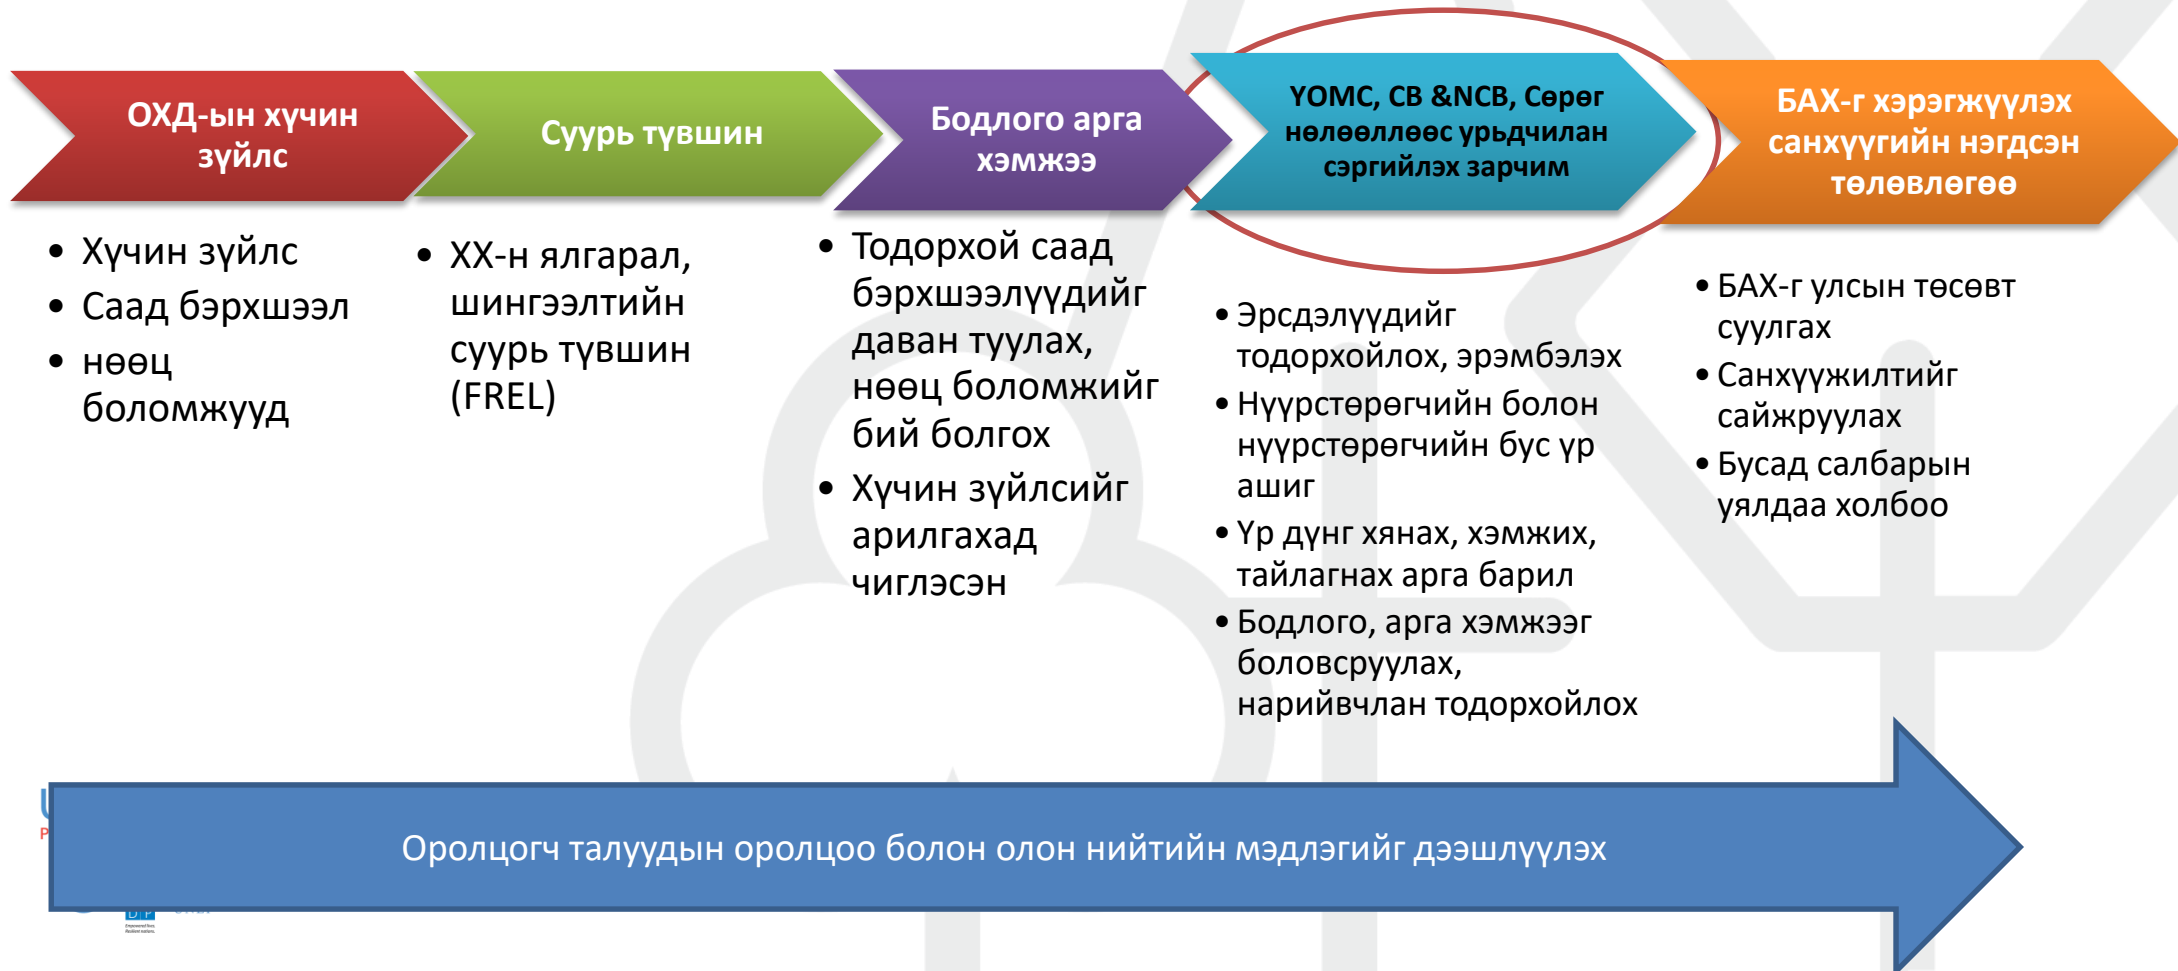 ОХД-ын хүчин
зүйлс
Суурь түвшин
Бодлого арга
хэмжээ
ҮОМС, CB &NCB, Сөрөг
нөлөөллөөс урьдчилан
сэргийлэх зарчим
БАХ-г хэрэгжүүлэх
санхүүгийн нэгдсэн
төлөвлөгөө
• Хүчин зүйлс
• Саад бэрхшээл
• нөөц
боломжууд
• ХХ-н ялгарал,
шингээлтийн
суурь түвшин
(FREL)
• Тодорхой саад
бэрхшээлүүдийг
даван туулах,
нөөц боломжийг
бий болгох
• Хүчин зүйлсийг
арилгахад
чиглэсэн
• Эрсдэлүүдийг
тодорхойлох, эрэмбэлэх
• Нүүрстөрөгчийн болон
нүүрстөрөгчийн бус үр
ашиг
• Үр дүнг хянах, хэмжих,
тайлагнах арга барил
• Бодлого, арга хэмжээг
боловсруулах,
нарийвчлан тодорхойлох
• БАХ-г улсын төсөвт
суулгах
• Санхүүжилтийг
сайжруулах
• Бусад салбарын
уялдаа холбоо
Оролцогч талуудын оролцоо болон олон нийтийн мэдлэгийг дээшлүүлэх
D P
Empowered lives.
Resilient nations.